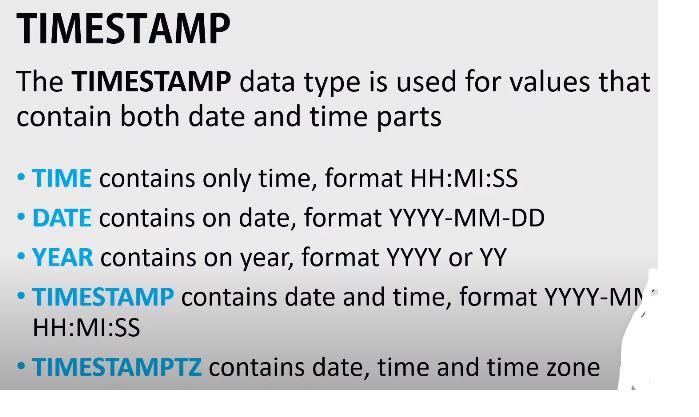 TIMESTAMP
The TIMESTAMP data type is used for values that
contain both date and time parts
• TIME contains only time, format HH:MI:SS
• DATE contains on date, format YYYY-MM-DD
• YEAR contains on year, format YYYY or YY
• TIMESTAMP contains date and time, format YYYY-MM
HH:MI:SS
• TIMESTAMPTZ contains date, time and time zone